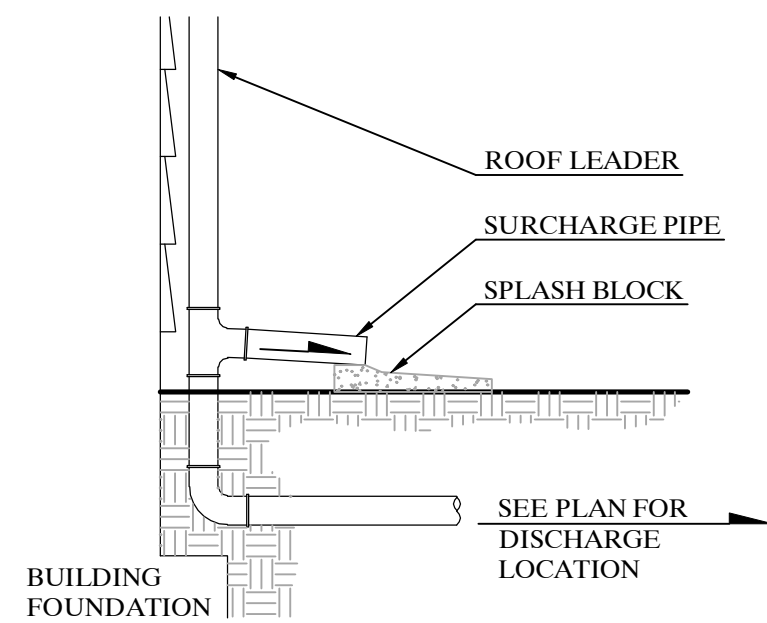 ROOF LEADER
SURCHARGE PIPE
SPLASH BLOCK
SEE PLAN FOR
DISCHARGE
LOCATION
BUILDING
FOUNDATION